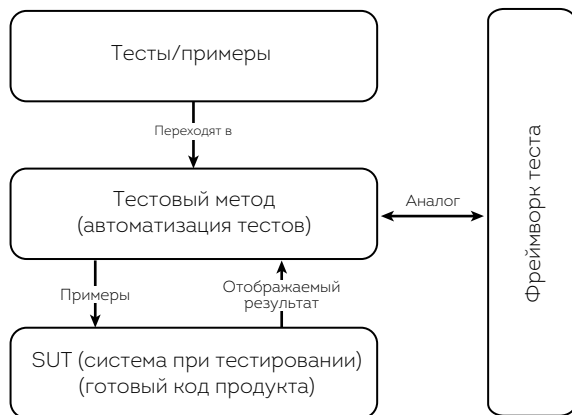 Тесты/примеры
Переходят в
Тестовый метод
(автоматизация тестов)
Аналог
Фреймворк теста
Примеры
Отображаемый
результат
SUT (система при тестировании)
(готовый код продукта)